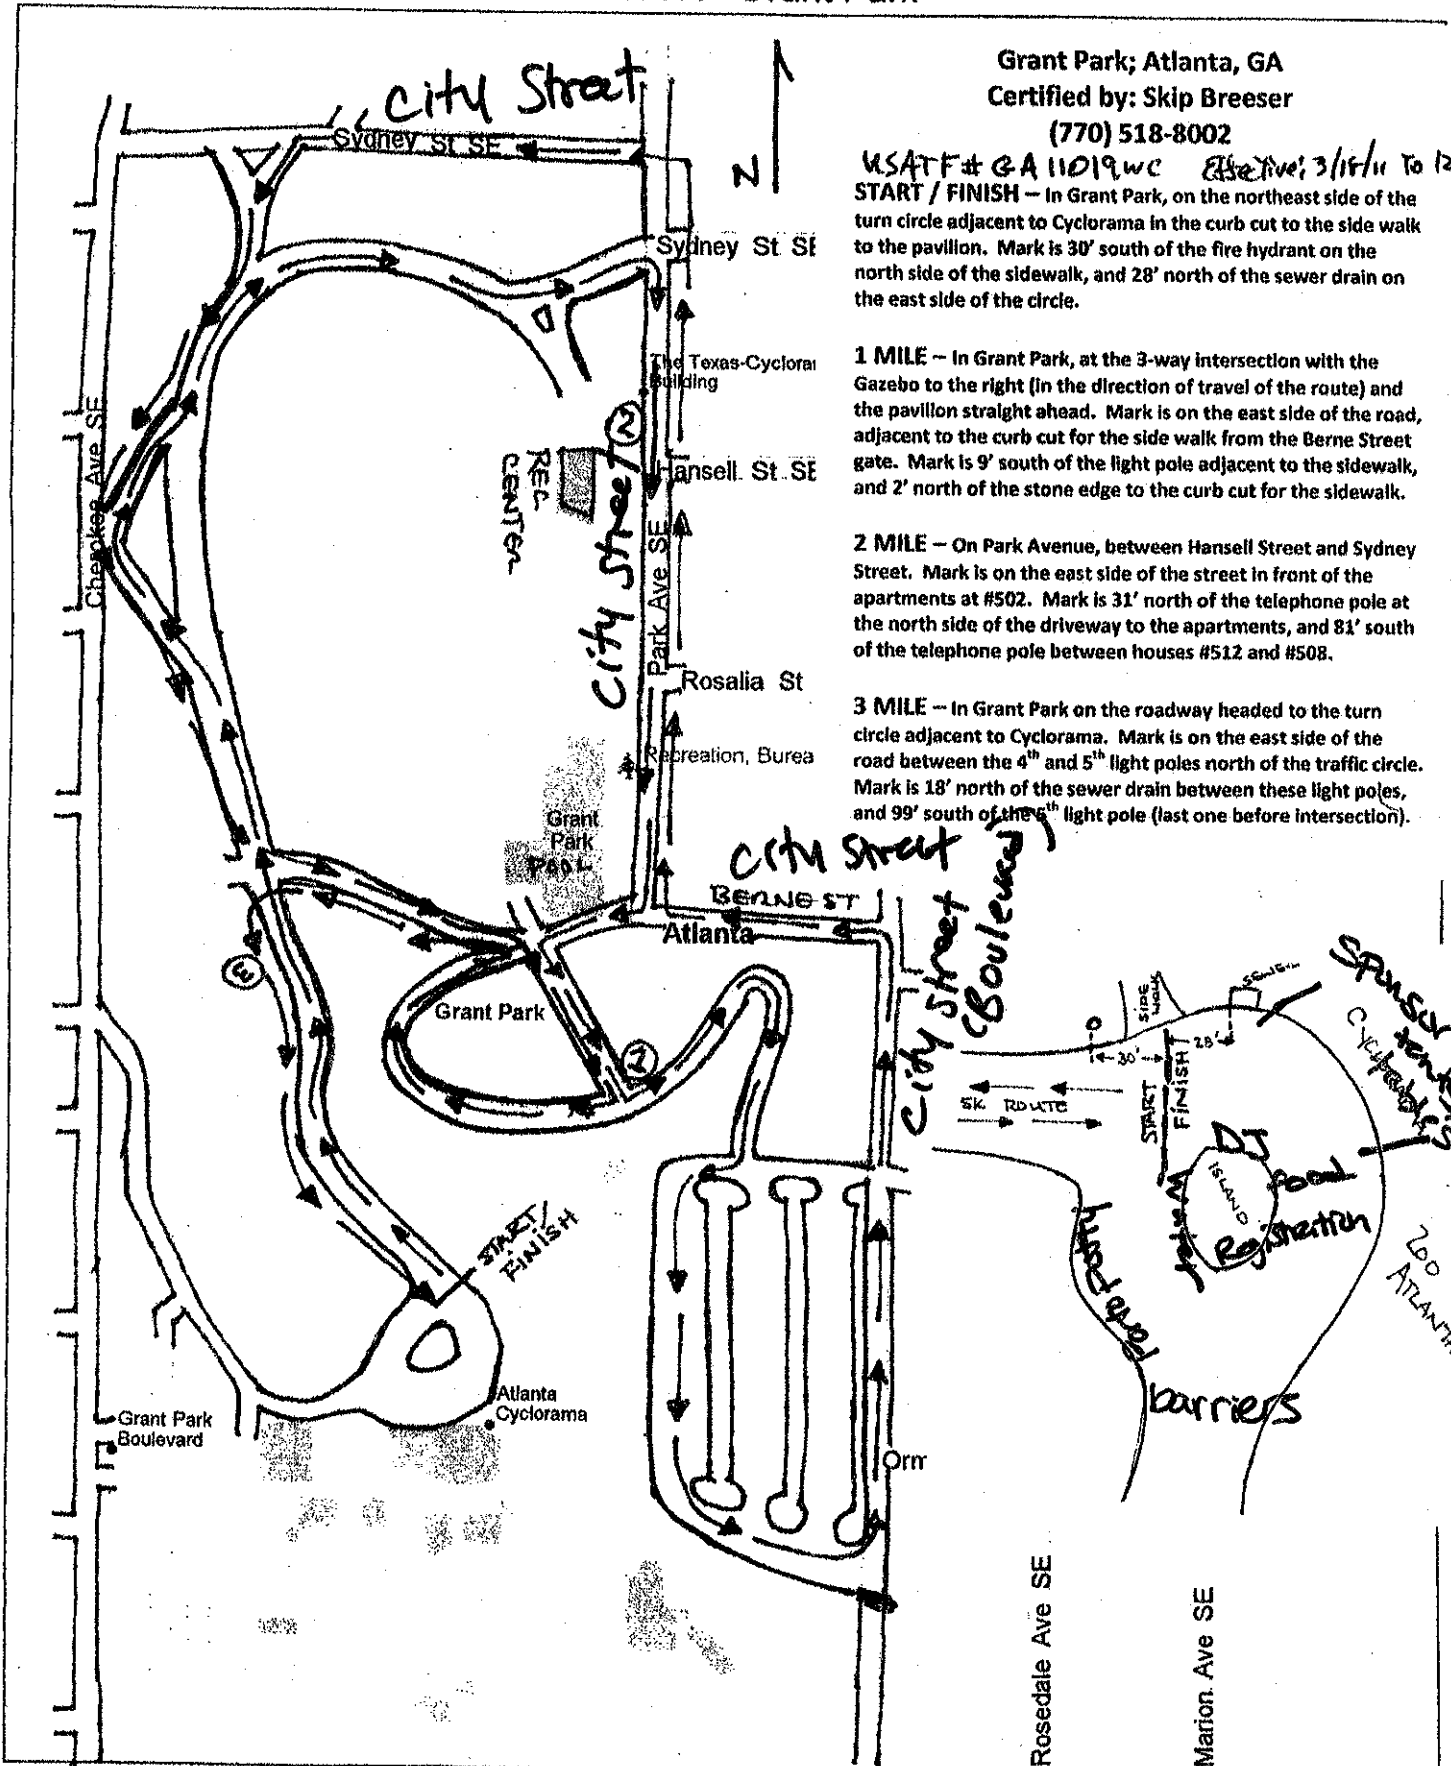 Grant Park; Atlanta, GA
Certified by: Skip Breeser
(770) 518-8002
USATF # GA 11019WC Effective; 3/18/11 To 12
START / FINISH – In Grant Park, on the northeast side of the
turn circle adjacent to Cyclorama in the curb cut to the side walk
to the pavilion. Mark is 30' south of the fire hydrant on the
north side of the sidewalk, and 28' north of the sewer drain on
the east side of the circle.
1 MILE – In Grant Park, at the 3-way intersection with the
Gazebo to the right (in the direction of travel of the route) and
the pavilion straight ahead. Mark is on the east side of the road,
adjacent to the curb cut for the side walk from the Berne Street
gate. Mark is 9' south of the light pole adjacent to the sidewalk,
and 2' north of the stone edge to the curb cut for the sidewalk.
2 MILE – On Park Avenue, between Hansell Street and Sydney
Street. Mark is on the east side of the street in front of the
apartments at #502. Mark is 31' north of the telephone pole at
the north side of the driveway to the apartments, and 81' south
of the telephone pole between houses #512 and #508.
3 MILE – In Grant Park on the roadway headed to the turn
circle adjacent to Cyclorama. Mark is on the east side of the
road between the 4th and 5th light poles north of the traffic circle.
Mark is 18' north of the sewer drain between these light poles,
and 99' south of the 6th light pole (last one before intersection).
City Street
Sydney St SE
N
Sydney St SE
The Texas-Cyclorar
Building
2
Hansell St SE
REC
CENTER
City Street
Park Ave SE
Cherokee Ave SE
Rosalia St
Recreation, Burea
Grant
Park
POOL
City Street
BERNE ST
Atlanta
City Street
(Boulevard)
3
Grant Park
2
START/
FINISH
Atlanta
Cyclorama
Grant Park
Boulevard
Orm
SIDE
WALK
SEWER
30'
28'
5K ROUTE
START
FINISH
Sponsor
tents
CYCLORAMA
DJ
ISLAND
food
Water
Registration
Porta Potty
barriers
200
ATLANTA
Rosedale Ave SE
Marion Ave SE